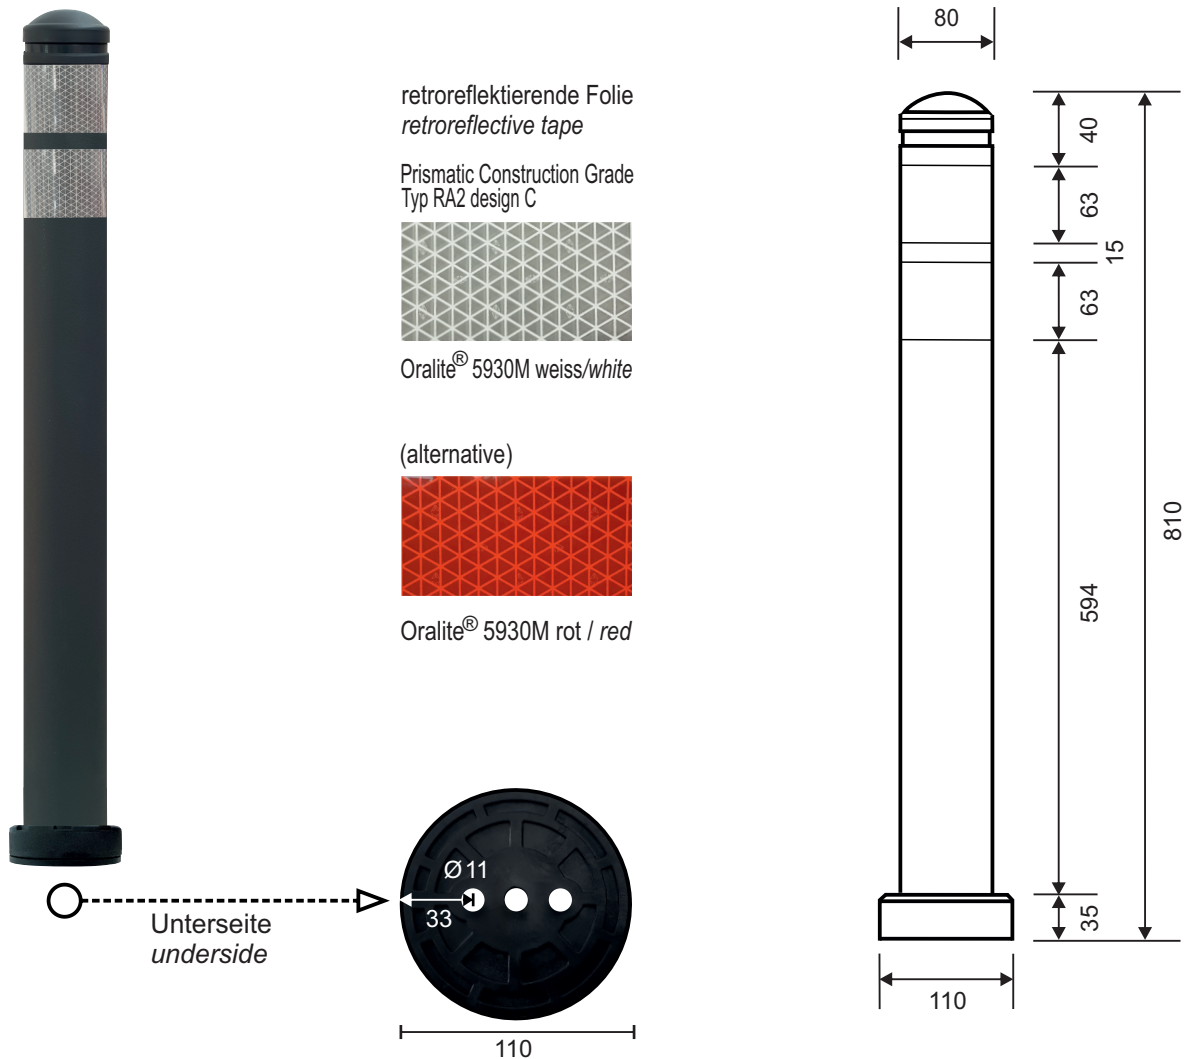 retroreflektierende Folie
retroreflective tape
Prismatic Construction Grade
Typ RA2 design C
Oralite® 5930M weiss/white
(alternative)
Oralite® 5930M rot / red
Unterseite
underside
Ø 11
33
110
80
40
63
15
63
594
810
35
110